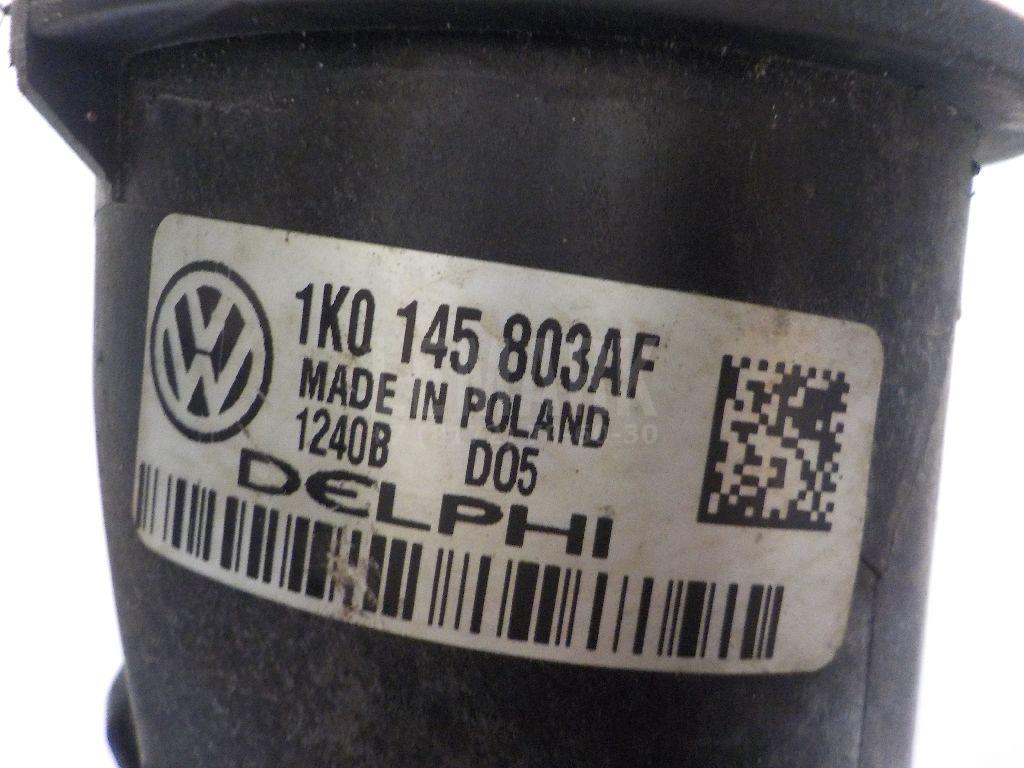 1K0 145 803AF
MADE IN POLAND
1240B D05
DELPHI